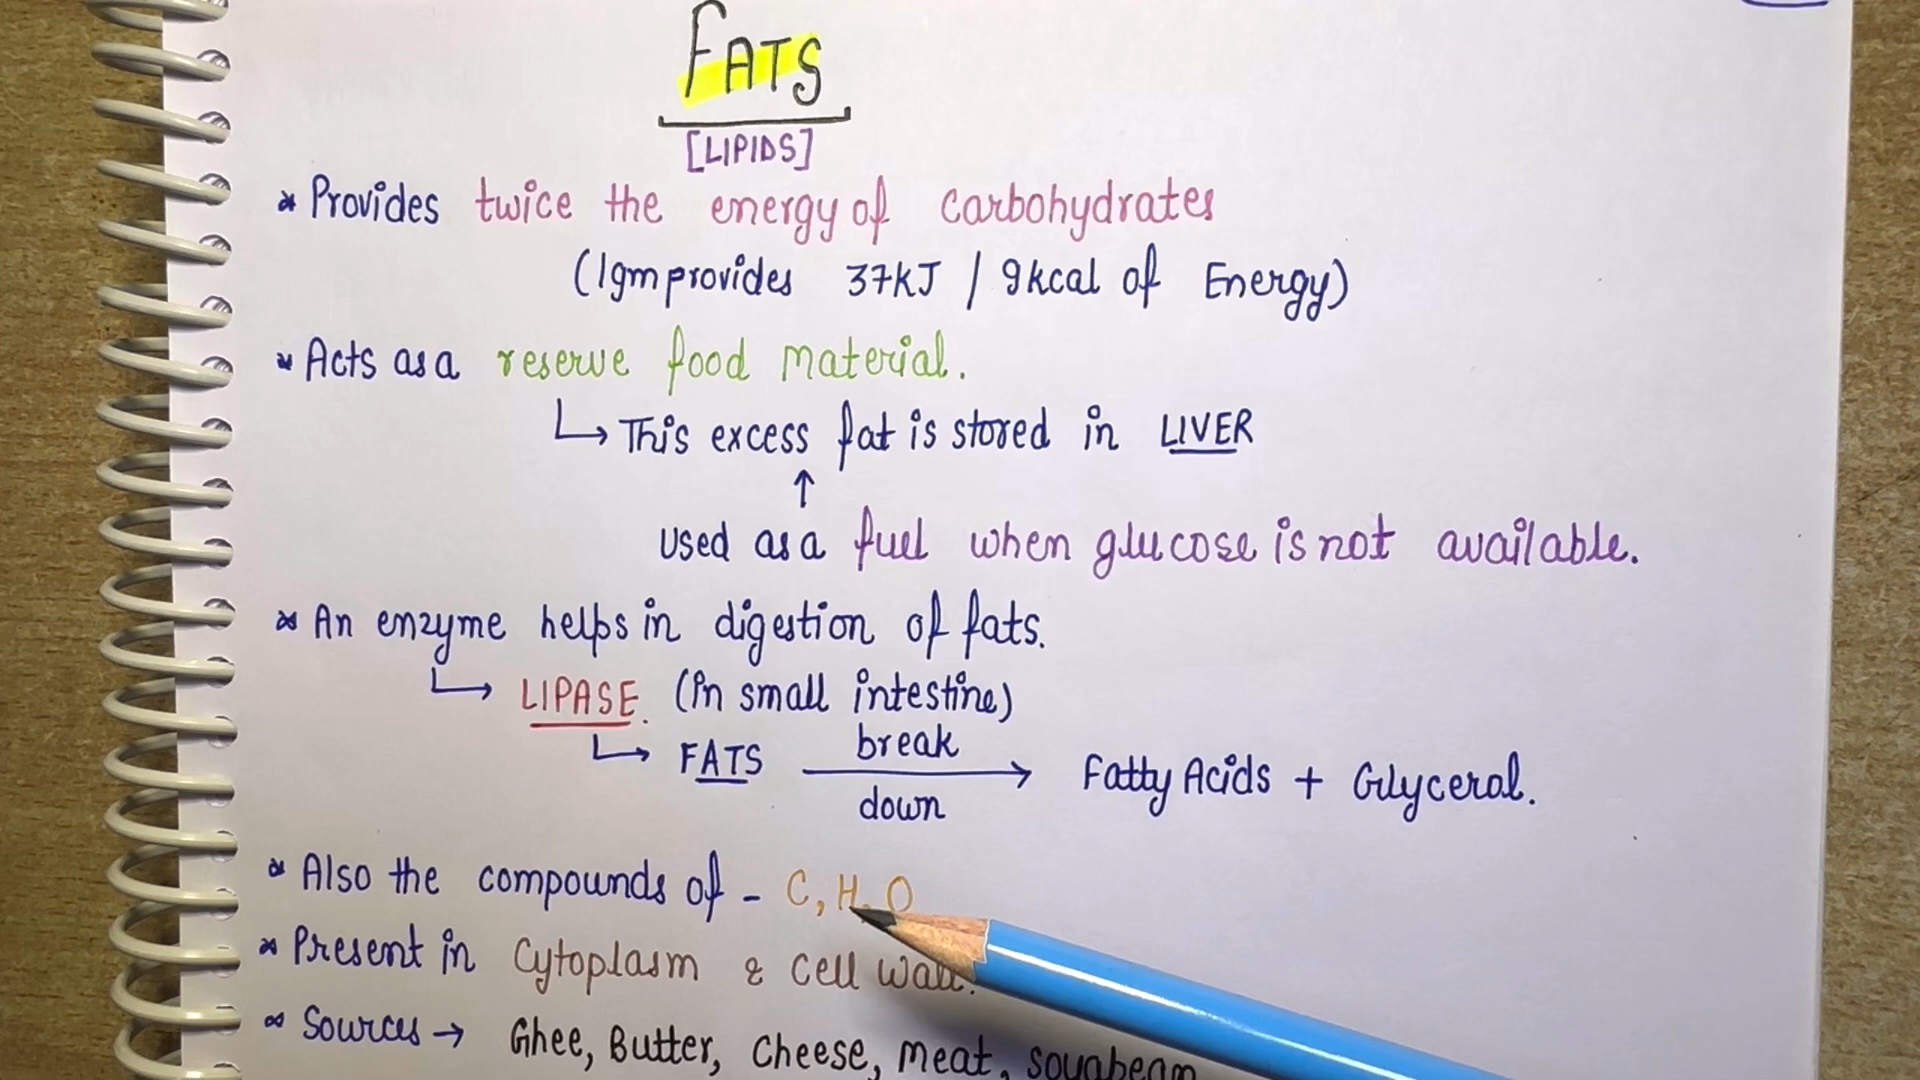 FATS
[LIPIDS]
* Provides twice the energy of carbohydrates
(1gm provides 37KJ / 9kcal of Energy)
* Acts as a reserve food material.
↳ This excess fat is stored in LIVER
↑
used as a fuel when glucose is not available.
* An enzyme helps in digestion of fats.
↳ LIPASE. (in small intestine)
↳ FATS break down → Fatty Acids + Glycerol.
* Also the compounds of - C, H, O
* Present in Cytoplasm & Cell Wall.
* Sources → Ghee, Butter, Cheese, meat, soyabean